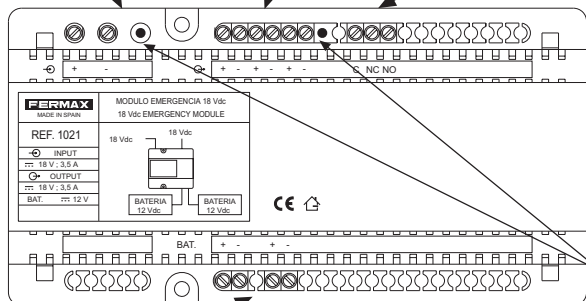 + - + - + - + - C NC NO
FERMAX
MADE IN SPAIN
MODULO EMERGENCIA 18 Vdc
18 Vdc EMERGENCY MODULE
REF. 1021
INPUT
18 V ; 3,5 A
OUTPUT
18 V ; 3,5 A
BAT. 12 V
18 Vdc
18 Vdc
BATERIA
12 Vdc
BATERIA
12 Vdc
CE
BAT. + - + -